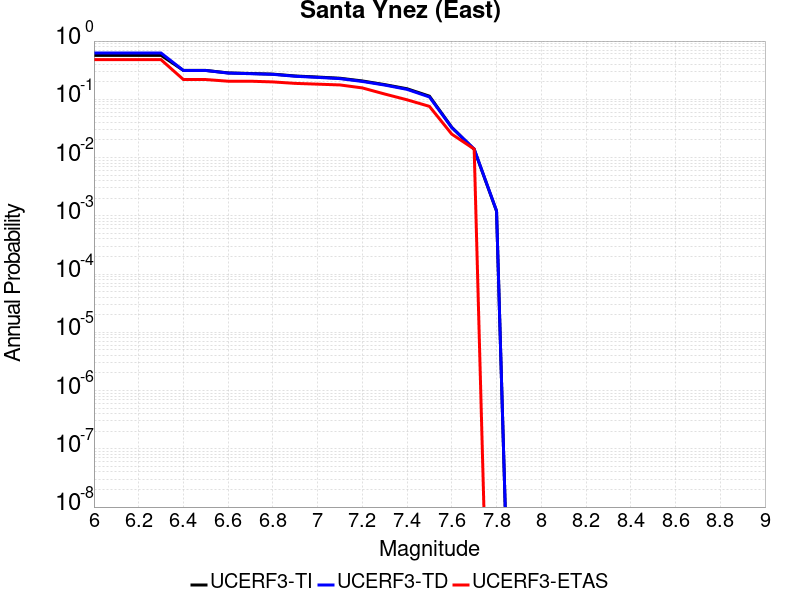 Santa Ynez (East)
10^0
10^-1
10^-2
10^-3
10^-4
10^-5
10^-6
10^-7
10^-8
Annual Probability
6 6.2 6.4 6.6 6.8 7 7.2 7.4 7.6 7.8 8 8.2 8.4 8.6 8.8 9
Magnitude
UCERF3-TI UCERF3-TD UCERF3-ETAS